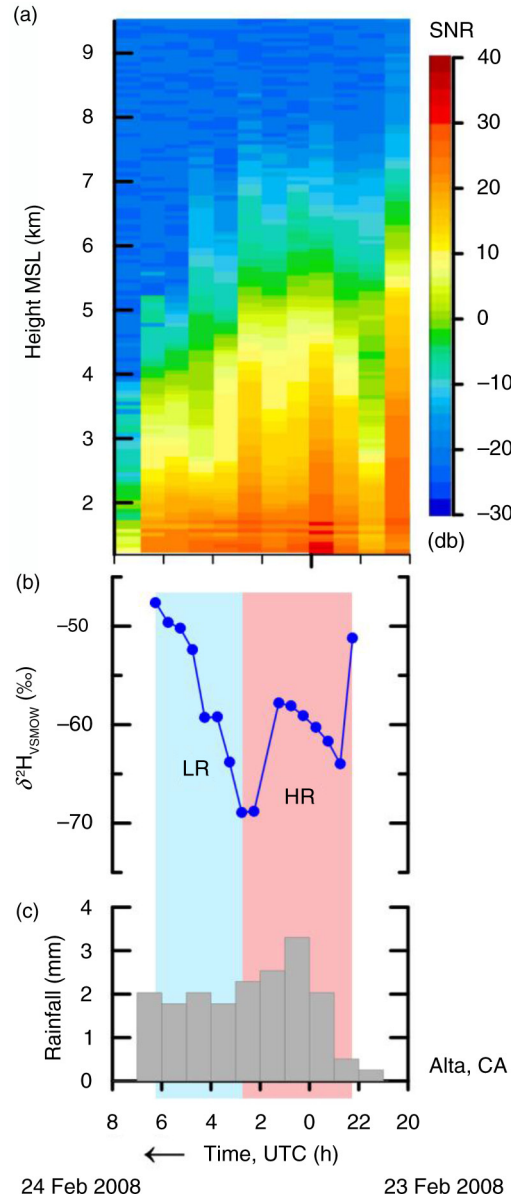 (a)
SNR
40
30
20
10
0
–10
–20
–30
(db)
Height MSL (km)
9
8
7
6
5
4
3
2
(b)
δ²H_VSMOW (‰)
–50
–60
–70
LR
HR
(c)
Rainfall (mm)
4
3
2
1
0
Alta, CA
8 6 4 2 0 22 20
← Time, UTC (h)
24 Feb 2008 23 Feb 2008